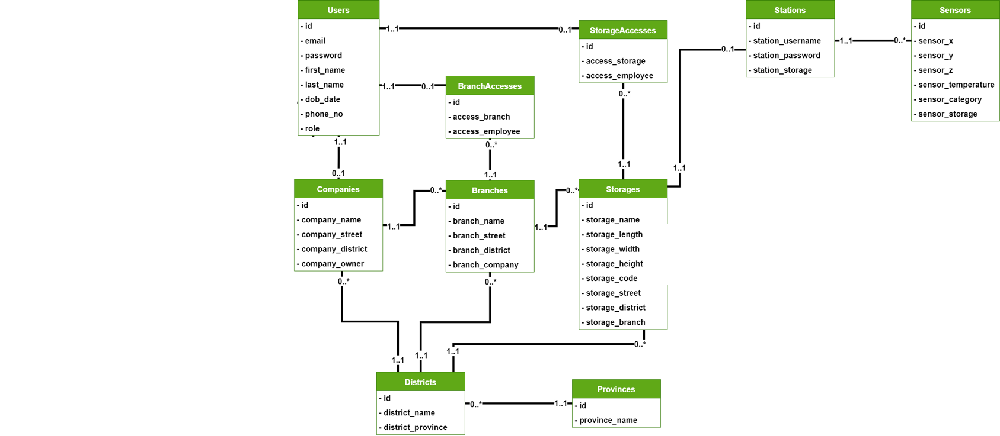 Users
- id
- email
- password
- first_name
- last_name
- dob_date
- phone_no
- role
1..1
0..1
StorageAccesses
- id
- access_storage
- access_employee
1..1
0..1
BranchAccesses
- id
- access_branch
- access_employee
Stations
- id
- station_username
- station_password
- station_storage
1..1
0..*
Sensors
- id
- sensor_x
- sensor_y
- sensor_z
- sensor_temperature
- sensor_category
- sensor_storage
0..1
1..1
0..*
1..1
0..*
1..1
1..1
0..1
Companies
- id
- company_name
- company_street
- company_district
- company_owner
1..1
0..*
Branches
- id
- branch_name
- branch_street
- branch_district
- branch_company
1..1
0..*
Storages
- id
- storage_name
- storage_length
- storage_width
- storage_height
- storage_code
- storage_street
- storage_district
- storage_branch
0..*
0..*
0..*
1..1
1..1
1..1
Districts
- id
- district_name
- district_province
0..*
1..1
Provinces
- id
- province_name